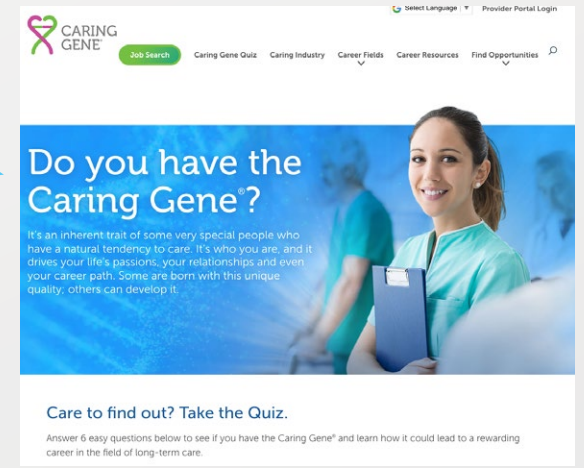 Select Language ▼ Provider Portal Login
CARING
GENE®
Job Search Caring Gene Quiz Caring Industry Career Fields Career Resources Find Opportunities
Do you have the
Caring Gene®?
It's an inherent trait of some very special people who
have a natural tendency to care. It's who you are, and it
drives your life's passions, your relationships and even
your career path. Some are born with this unique
quality; others can develop it.
Care to find out? Take the Quiz.
Answer 6 easy questions below to see if you have the Caring Gene® and learn how it could lead to a rewarding
career in the field of long-term care.